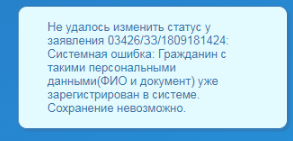 Не удалось изменить статус у
заявления 03426/33/1809181424:
Системная ошибка: Гражданин с
такими персональными
данными(ФИО и документ) уже
зарегистрирован в системе.
Сохранение невозможно.